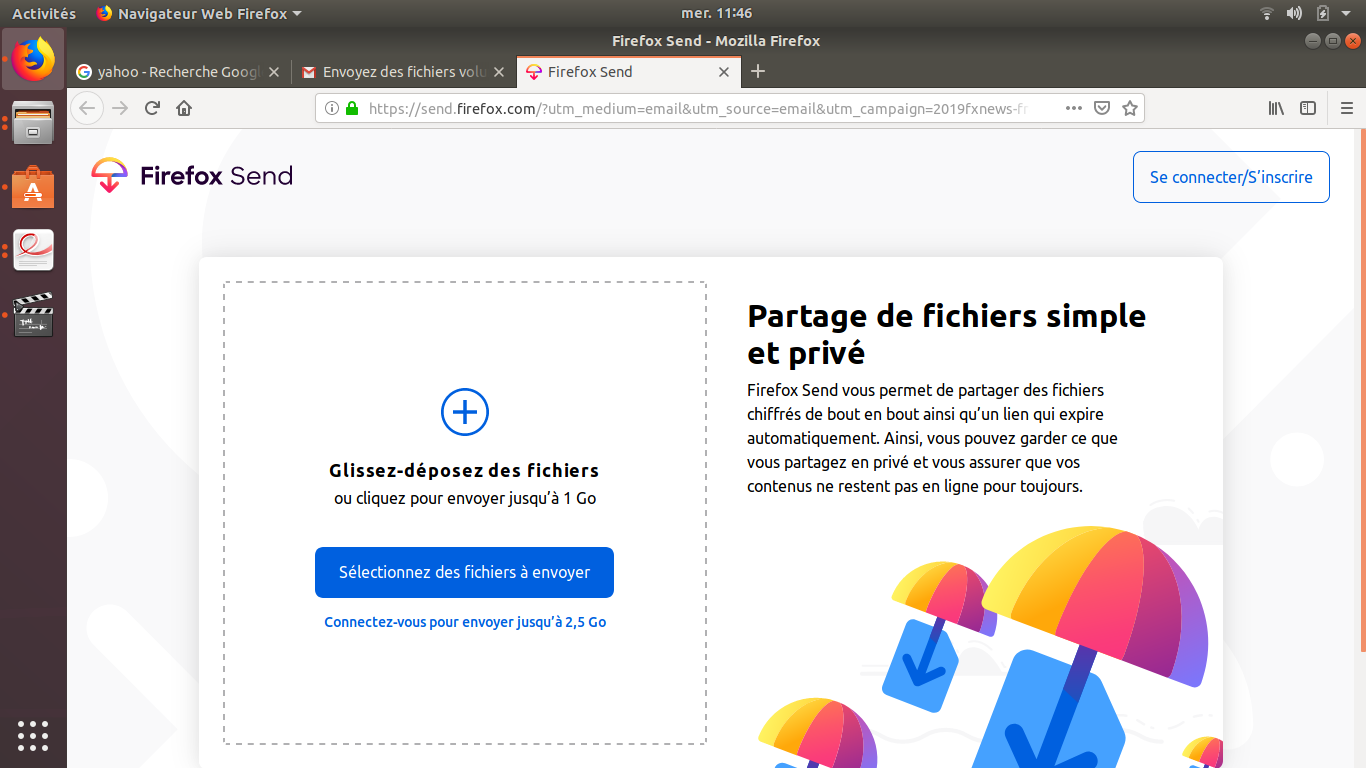 Activités
Navigateur Web Firefox
mer. 11:46
Firefox Send - Mozilla Firefox
yahoo - Recherche Googl
Envoyez des fichiers volu
Firefox Send
https://send.firefox.com/?utm_medium=email&utm_source=email&utm_campaign=2019fxnews-fr
Firefox Send
Se connecter/S’inscrire
Glissez-déposez des fichiers
ou cliquez pour envoyer jusqu’à 1 Go
Sélectionnez des fichiers à envoyer
Connectez-vous pour envoyer jusqu’à 2,5 Go
Partage de fichiers simple
et privé
Firefox Send vous permet de partager des fichiers
chiffrés de bout en bout ainsi qu’un lien qui expire
automatiquement. Ainsi, vous pouvez garder ce que
vous partagez en privé et vous assurer que vos
contenus ne restent pas en ligne pour toujours.